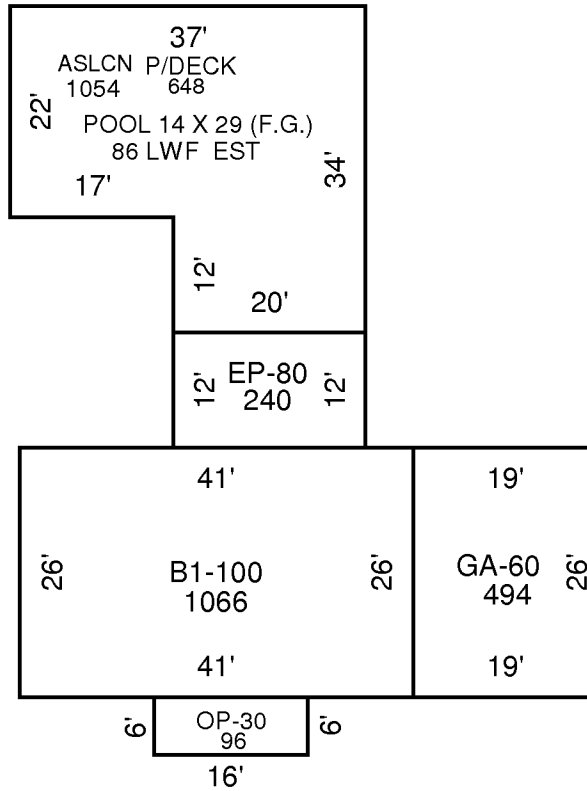 37'
ASLCN P/DECK
1054 648
22'
POOL 14 X 29 (F.G.)
86 LWF EST
34'
17'
12'
20'
EP-80
240
12' 12'
41' 19'
26' 26' 26'
B1-100
1066
GA-60
494
41' 19'
6' 6'
OP-30
96
16'